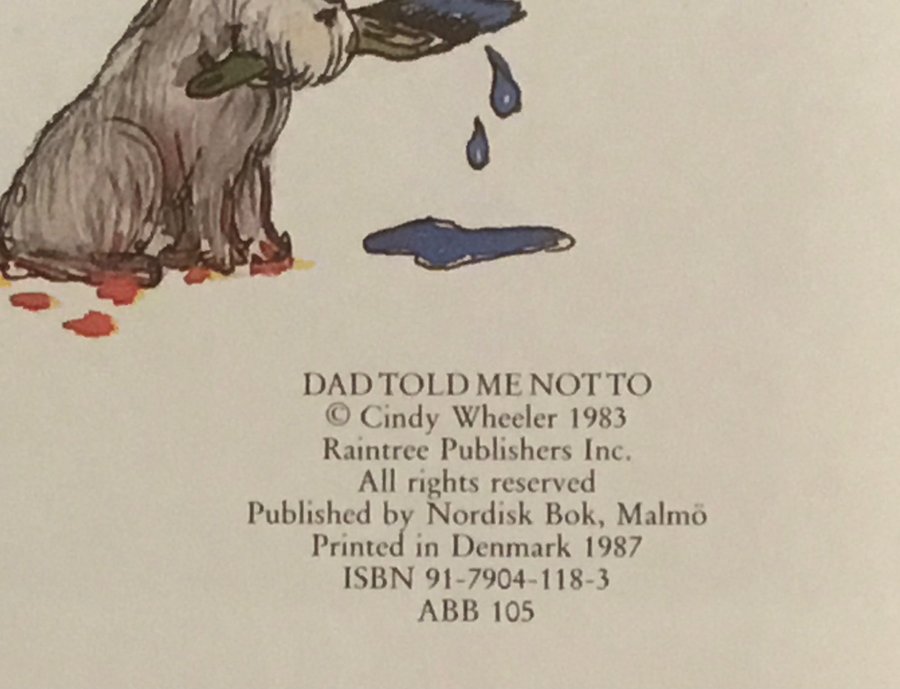 DAD TOLD ME NOT TO
© Cindy Wheeler 1983
Raintree Publishers Inc.
All rights reserved
Published by Nordisk Bok, Malmö
Printed in Denmark 1987
ISBN 91-7904-118-3
ABB 105